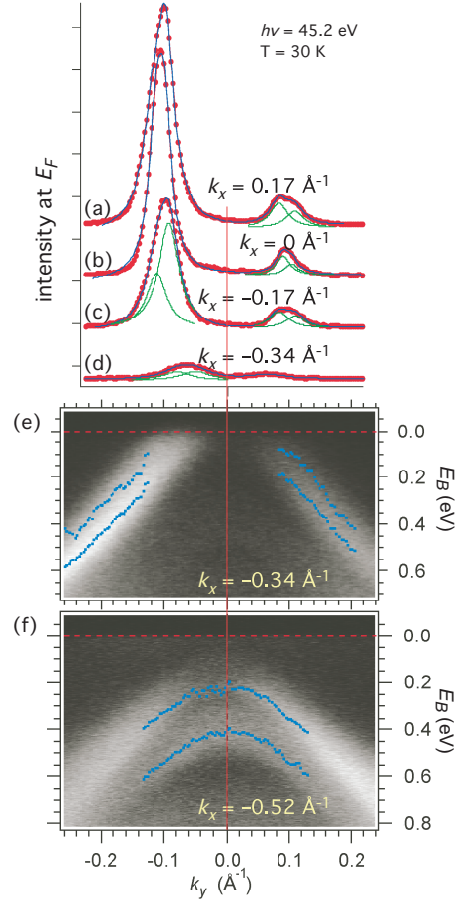 hν = 45.2 eV
T = 30 K
intensity at E_F
(a)
k_x = 0.17 Å⁻¹
k_x = 0 Å⁻¹
(b)
(c)
k_x = −0.17 Å⁻¹
(d)
k_x = −0.34 Å⁻¹
(e)
0.0
0.2
0.4
0.6
E_B (eV)
k_x = −0.34 Å⁻¹
(f)
0.0
0.2
0.4
0.6
0.8
E_B (eV)
k_x = −0.52 Å⁻¹
-0.2 -0.1 0.0 0.1 0.2
k_y (Å⁻¹)